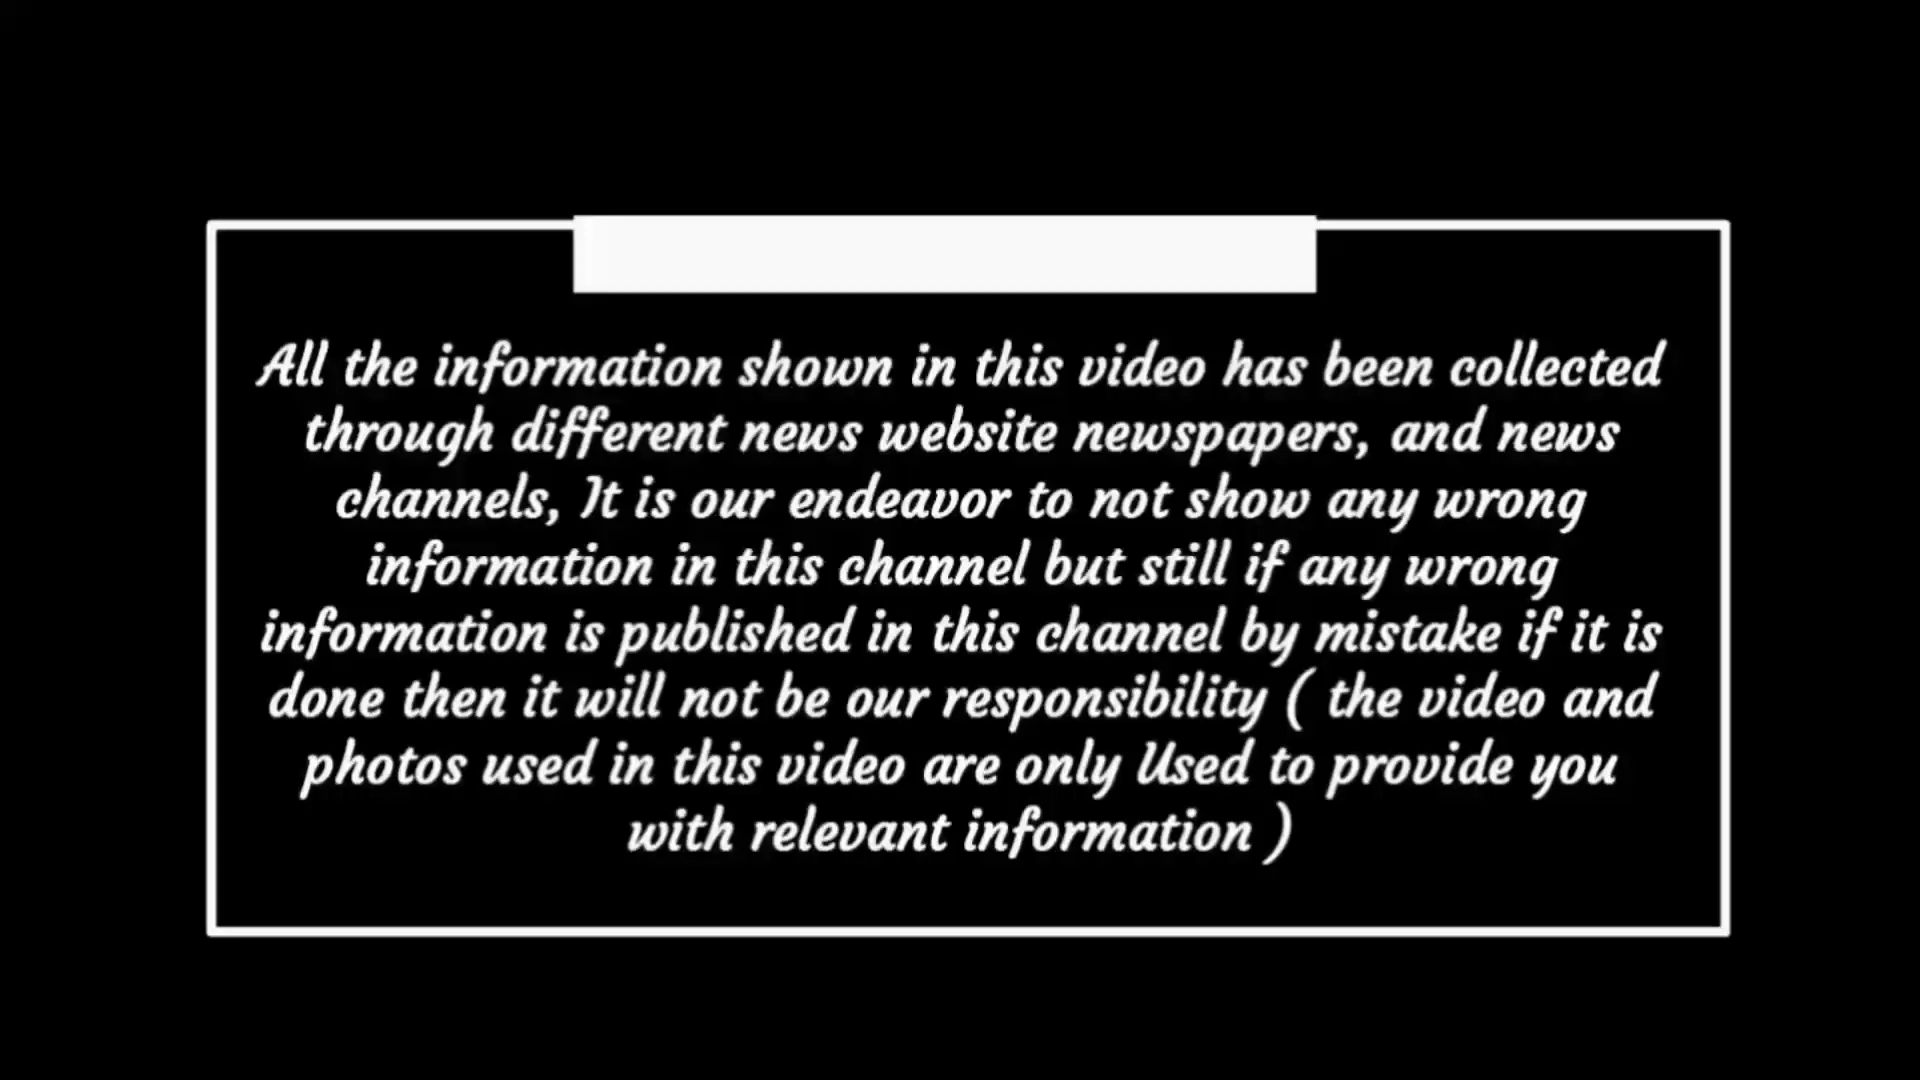 All the information shown in this video has been collected
through different news website newspapers, and news
channels, It is our endeavor to not show any wrong
information in this channel but still if any wrong
information is published in this channel by mistake if it is
done then it will not be our responsibility ( the video and
photos used in this video are only Used to provide you
with relevant information )